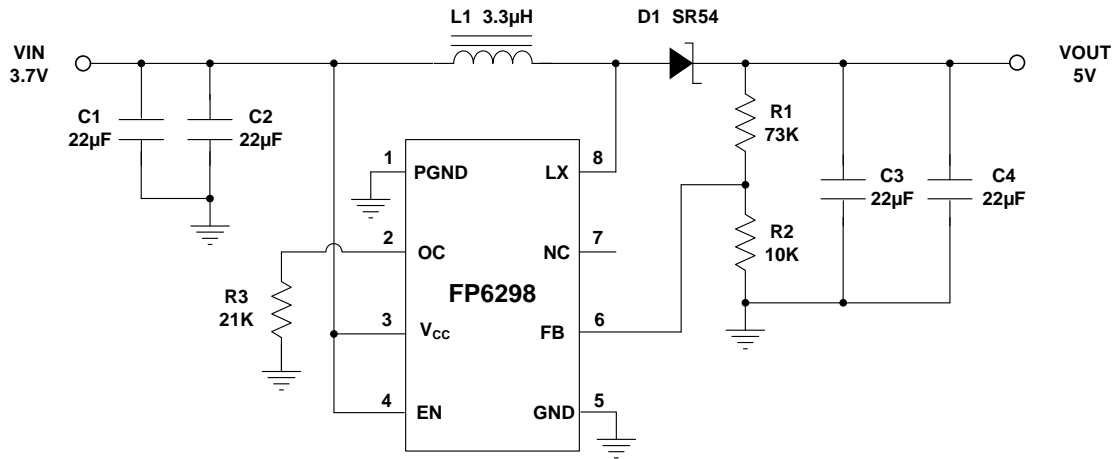 L1 3.3µH
D1 SR54
VIN
3.7V
VOUT
5V
C1
22µF
C2
22µF
R1
73K
1
PGND
LX
8
C3
22µF
C4
22µF
2
OC
NC
7
R2
10K
FP6298
R3
21K
3
VCC
FB
6
4
EN
GND
5